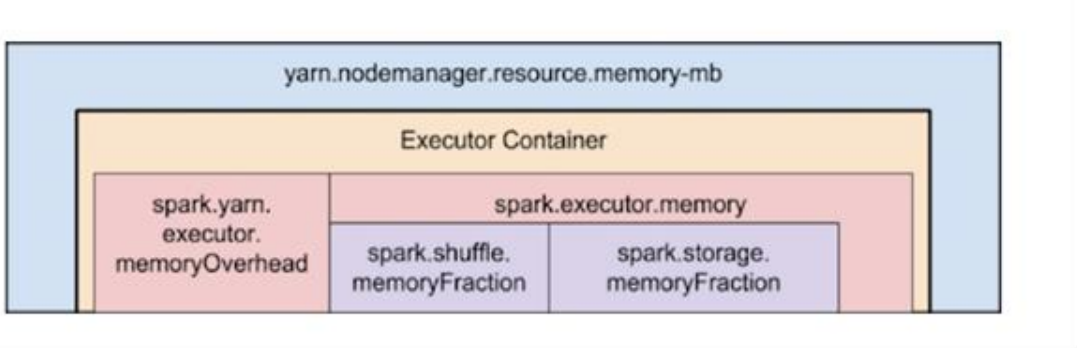 yarn.nodemanager.resource.memory-mb
Executor Container
spark.yarn.
executor.
memoryOverhead
spark.executor.memory
spark.shuffle.
memoryFraction
spark.storage.
memoryFraction